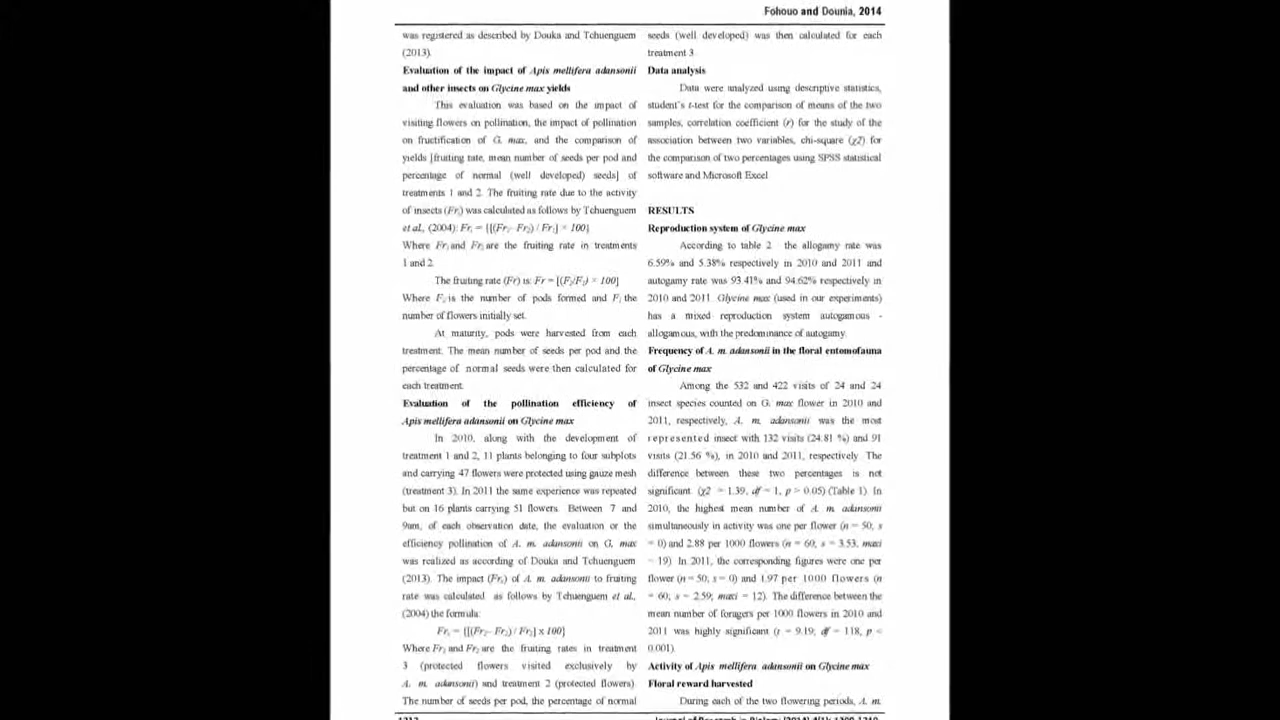 Fohouo and Dounia, 2014
was registered as described by Douka and Tchuenguem
(2013).
Evaluation of the impact of Apis mellifera adansonii
and other insects on Glycine max yields
This evaluation was based on the impact of
visiting flowers on pollination, the impact of pollination
on fructification of G. max, and the comparison of
yields [fruiting rate, mean number of seeds per pod and
percentage of normal (well developed) seeds] of
treatments 1 and 2. The fruiting rate due to the activity
of insects (Fri) was calculated as follows by Tchuenguem
et al., (2004): Fri = {[(Fr1– Fr2) / Fr1] × 100}
Where Fr1 and Fr2 are the fruiting rate in treatments
1 and 2.
The fruiting rate (Fr) is: Fr = [(F2/F1) × 100]
Where F2 is the number of pods formed and F1 the
number of flowers initially set.
At maturity, pods were harvested from each
treatment. The mean number of seeds per pod and the
percentage of normal seeds were then calculated for
each treatment.
Evaluation of the pollination efficiency of
Apis mellifera adansonii on Glycine max
In 2010, along with the development of
treatment 1 and 2, 11 plants belonging to four subplots
and carrying 47 flowers were protected using gauze mesh
(treatment 3). In 2011 the same experience was repeated
but on 16 plants carrying 51 flowers. Between 7 and
9am, of each observation date, the evaluation or the
efficiency pollination of A. m. adansonii on G. max
was realized as according of Douka and Tchuenguem
(2013). The impact (Frx) of A. m. adansonii to fruiting
rate was calculated as follows by Tchuenguem et al.,
(2004) the formula:
Frx = {[(Fr3– Fr2) / Fr3] x 100}
Where Fr3 and Fr2 are the fruiting rates in treatment
3 (protected flowers visited exclusively by
A. m. adansonii) and treatment 2 (protected flowers).
The number of seeds per pod, the percentage of normal
seeds (well developed) was then calculated for each
treatment 3.
Data analysis
Data were analyzed using descriptive statistics,
student's t-test for the comparison of means of the two
samples, correlation coefficient (r) for the study of the
association between two variables, chi-square (χ2) for
the comparison of two percentages using SPSS statistical
software and Microsoft Excel
RESULTS
Reproduction system of Glycine max
According to table 2 the allogamy rate was
6.59% and 5.38% respectively in 2010 and 2011 and
autogamy rate was 93.41% and 94.62% respectively in
2010 and 2011. Glycine max (used in our experiments)
has a mixed reproduction system autogamous -
allogamous, with the predominance of autogamy.
Frequency of A. m. adansonii in the floral entomofauna
of Glycine max
Among the 532 and 422 visits of 24 and 24
insect species counted on G. max flower in 2010 and
2011, respectively, A. m. adansonii was the most
represented insect with 132 visits (24.81 %) and 91
visits (21.56 %), in 2010 and 2011, respectively. The
difference between these two percentages is not
significant (χ2 = 1.39, df = 1, p > 0.05) (Table 1). In
2010, the highest mean number of A. m. adansonii
simultaneously in activity was one per flower (n = 50, s
= 0) and 2.88 per 1000 flowers (n = 60, s = 3.53, maxi
= 19). In 2011, the corresponding figures were one per
flower (n = 50, s = 0) and 1.97 per 1000 flowers (n
= 60; s = 2.59; maxi = 12). The difference between the
mean number of foragers per 1000 flowers in 2010 and
2011 was highly significant (t = 9.19; df = 118, p <
0.001).
Activity of Apis mellifera adansonii on Glycine max
Floral reward harvested
During each of the two flowering periods, A. m.